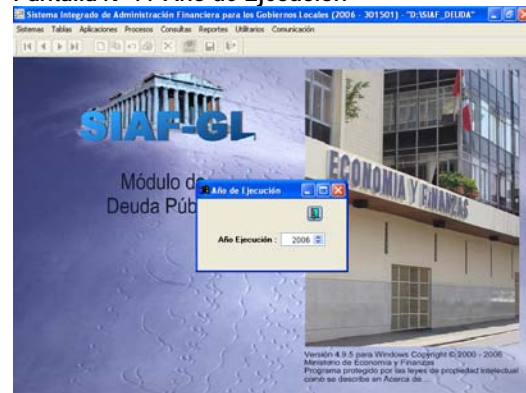 Pantalla Nº 1: Año de Ejecución
Sistema Integrado de Administración Financiera para los Gobiernos Locales (2006 - 301501) - "D:\SIAF_DEUDA"
Sistemas Tablas Aplicaciones Procesos Consultas Reportes Utilitarios Comunicación
SIAF-GL
Módulo de
Deuda Púb
ECONOMIA Y FINANZAS
Año de Ejecución
Año Ejecución : 2006
Versión 4.9.5 para Windows Copyright © 2000 - 2006
Ministerio de Economía y Finanzas
Programa protegido por las leyes de propiedad intelectual
como se describe en Acerca de...